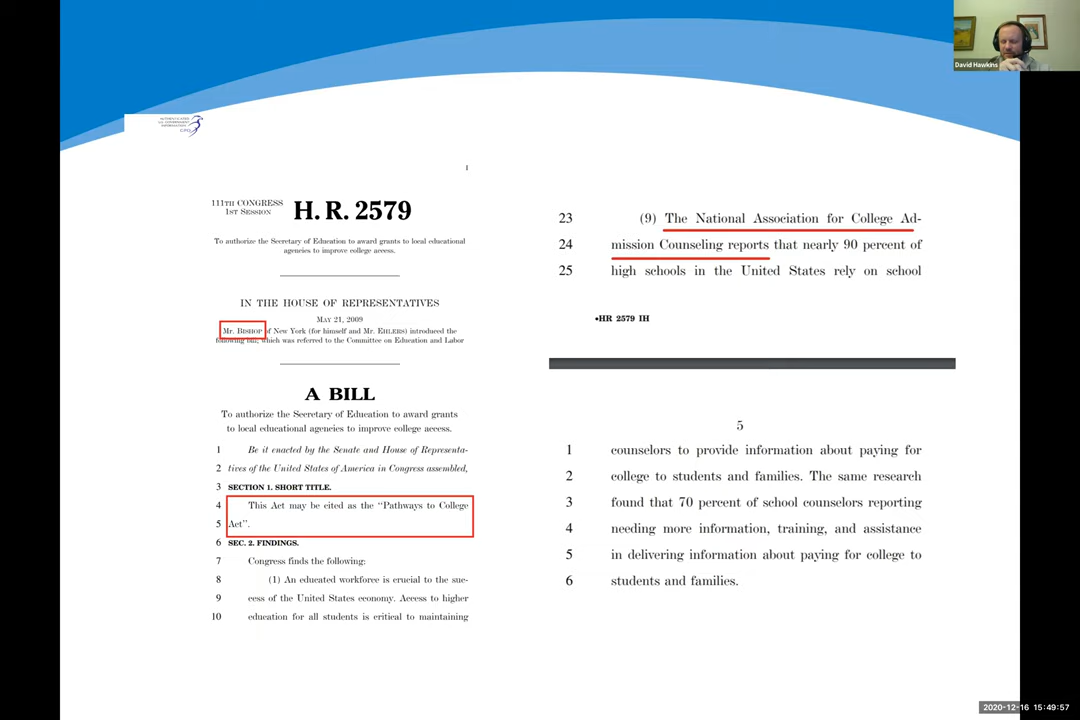 David Hawkins
AUTHENTICATED
U.S. GOVERNMENT
INFORMATION
GPO
I
111TH CONGRESS
1ST SESSION
H. R. 2579
To authorize the Secretary of Education to award grants to local educational
agencies to improve college access.
IN THE HOUSE OF REPRESENTATIVES
MAY 21, 2009
Mr. BISHOP of New York (for himself and Mr. EHLERS) introduced the
following bill; which was referred to the Committee on Education and Labor
A BILL
To authorize the Secretary of Education to award grants
to local educational agencies to improve college access.
1 Be it enacted by the Senate and House of Representa-
2 tives of the United States of America in Congress assembled,
3 SECTION 1. SHORT TITLE.
4 This Act may be cited as the ‘‘Pathways to College
5 Act’’.
6 SEC. 2. FINDINGS.
7 Congress finds the following:
8 (1) An educated workforce is crucial to the suc-
9 cess of the United States economy. Access to higher
10 education for all students is critical to maintaining
23 (9) The National Association for College Ad-
24 mission Counseling reports that nearly 90 percent of
25 high schools in the United States rely on school
•HR 2579 IH
5
1 counselors to provide information about paying for
2 college to students and families. The same research
3 found that 70 percent of school counselors reporting
4 needing more information, training, and assistance
5 in delivering information about paying for college to
6 students and families.
2020-12-16 15:49:57